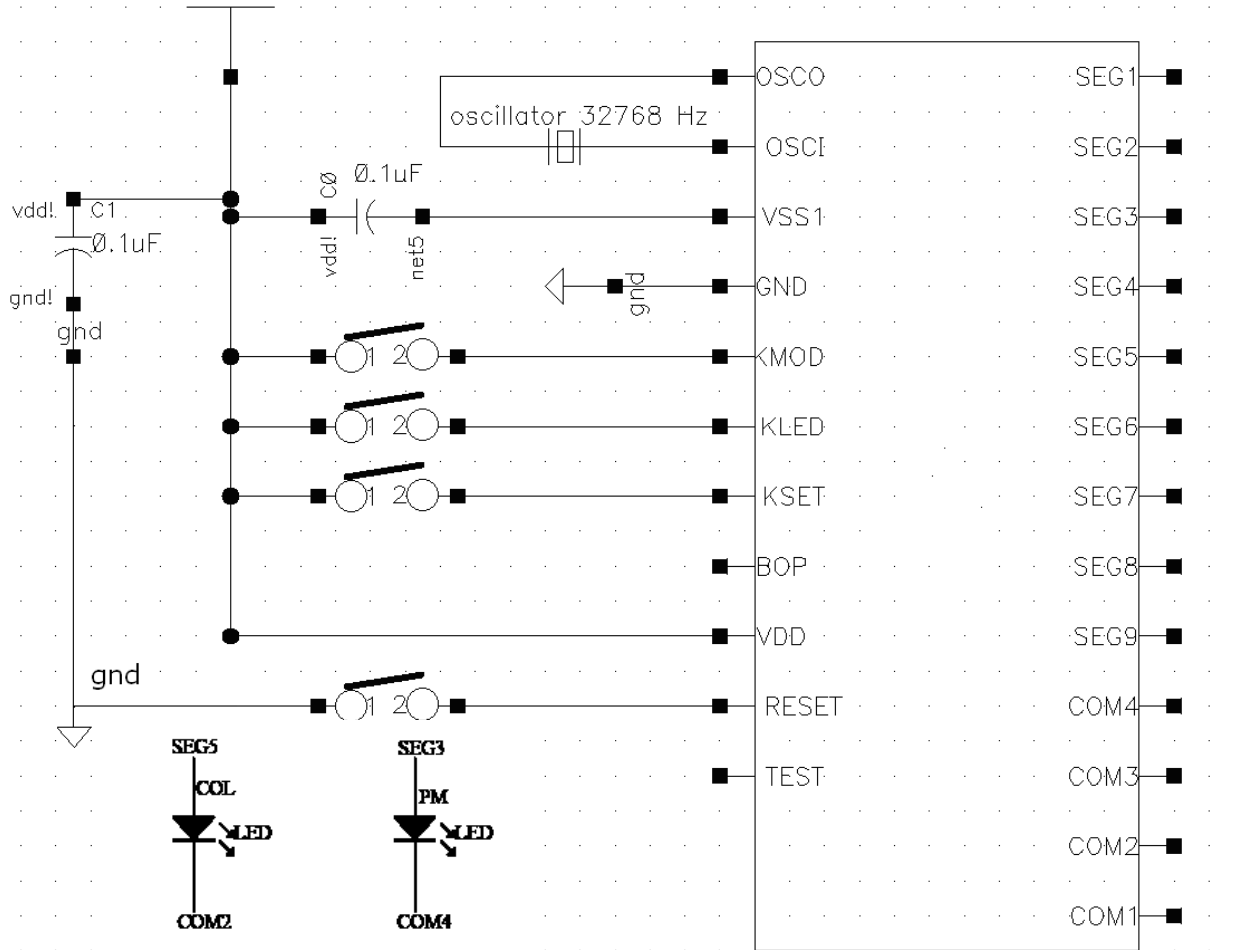 OSCO
SEG1
oscillator 32768 Hz
OSCI
SEG2
C0
0.1uF
vdd!
C1
VSS1
SEG3
0.1uF
vdd!
net5
gnd!
gnd
GND
SEG4
gnd
1 2
KMOD
SEG5
1 2
KLED
SEG6
1 2
KSET
SEG7
BOP
SEG8
VDD
SEG9
gnd
1 2
RESET
COM4
SEG5
SEG3
TEST
COM3
COL
PM
LED
LED
COM2
COM2
COM4
COM1